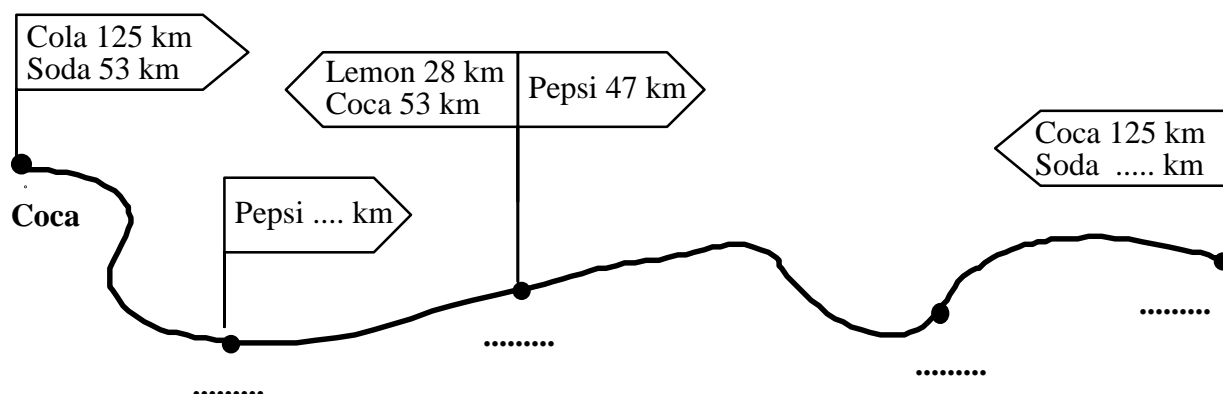 Cola 125 km
Soda 53 km
Lemon 28 km
Coca 53 km
Pepsi 47 km
Coca 125 km
Soda ..... km
Pepsi .... km
Coca
.........
.........
.........
.........